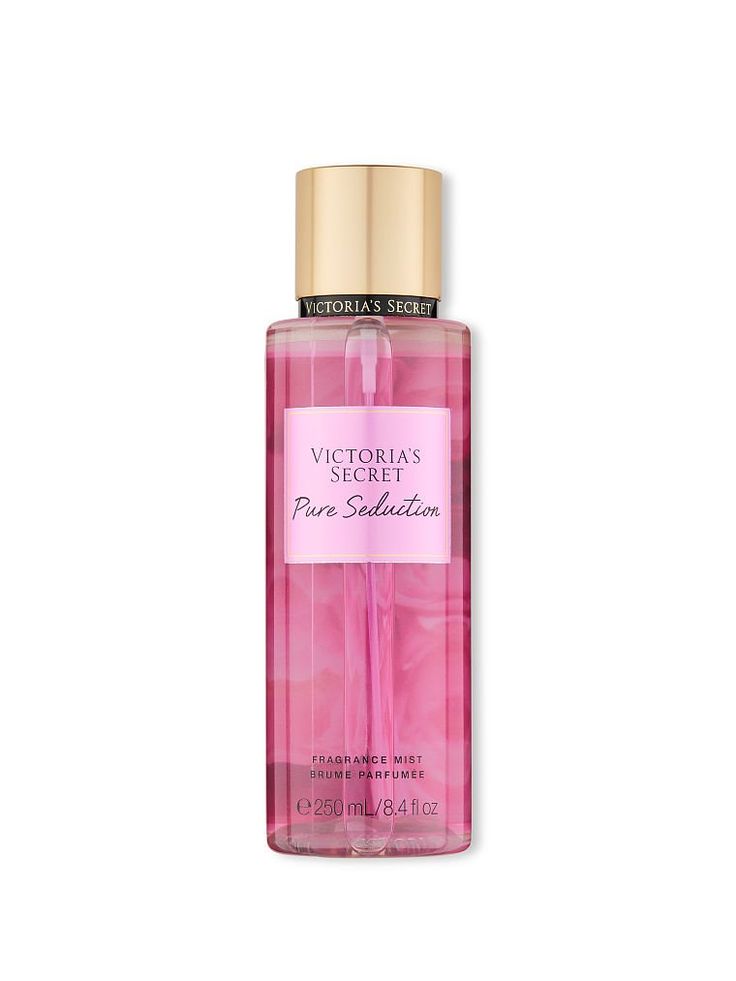 VICTORIA'S SECRET
VICTORIA'S
SECRET
Pure Seduction
FRAGRANCE MIST
BRUME PARFUMÉE
℮250 mL/8.4 fl oz